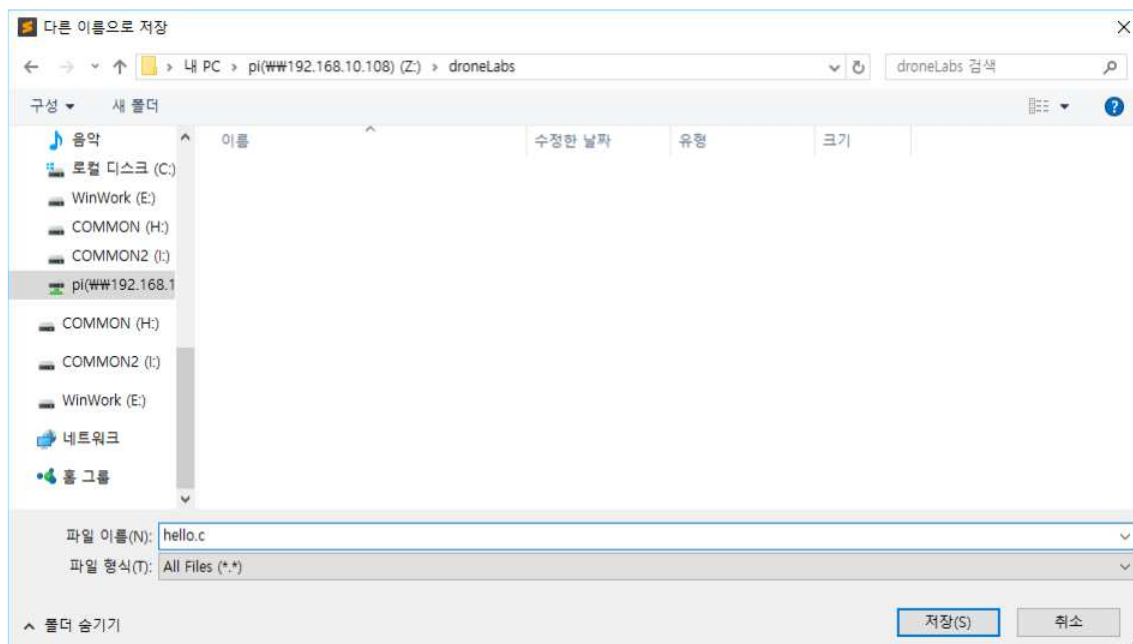 다른 이름으로 저장
내 PC > pi(₩₩192.168.10.108) (Z:) > droneLabs
droneLabs 검색
구성
새 폴더
이름
수정한 날짜
유형
크기
음악
로컬 디스크 (C:)
WinWork (E:)
COMMON (H:)
COMMON2 (I:)
pi(₩₩192.168.1
COMMON (H:)
COMMON2 (I:)
WinWork (E:)
네트워크
홈 그룹
파일 이름(N): hello.c
파일 형식(T): All Files (*.*)
폴더 숨기기
저장(S)
취소